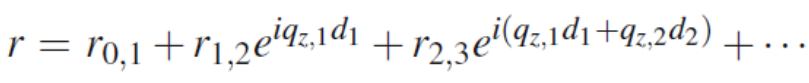 r = r_{0,1} + r_{1,2}e^{iq_{z,1}d_1} + r_{2,3}e^{i(q_{z,1}d_1+q_{z,2}d_2)} + ⋯